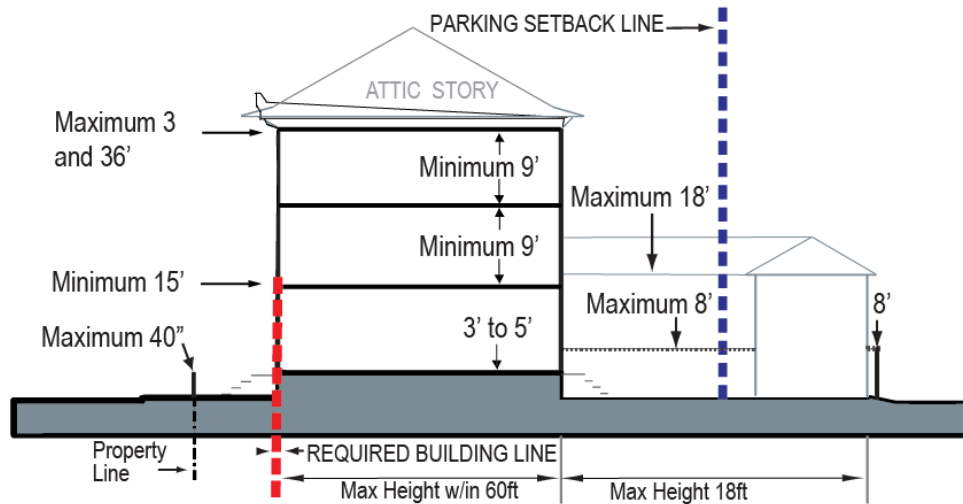 PARKING SETBACK LINE
ATTIC STORY
Maximum 3
and 36’
Minimum 9’
Maximum 18’
Minimum 9’
Minimum 15’
Maximum 8’
8’
Maximum 40”
3’ to 5’
Property
Line
REQUIRED BUILDING LINE
Max Height w/in 60ft
Max Height 18ft